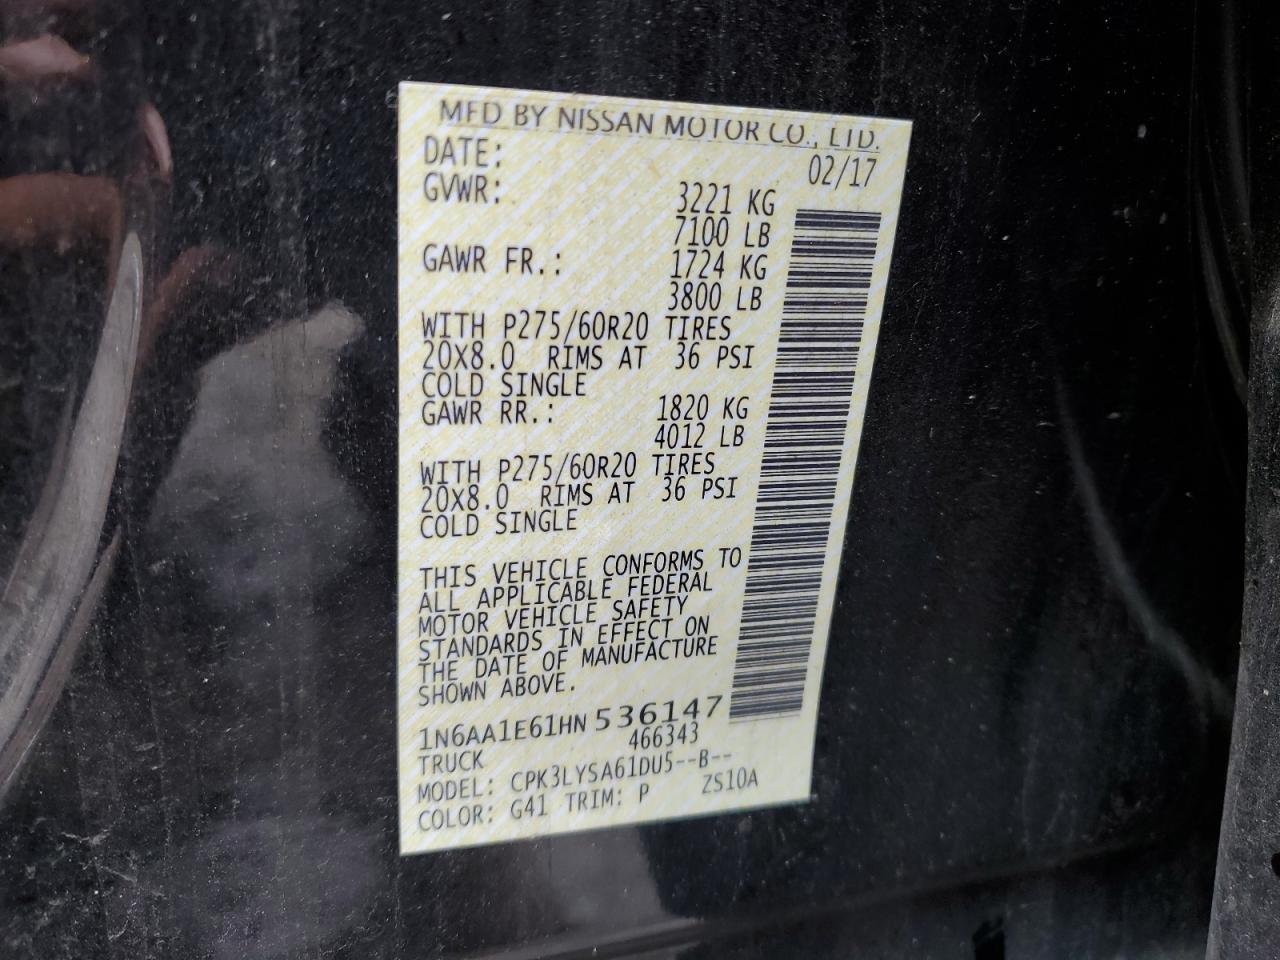 MFD BY NISSAN MOTOR CO., LTD.
DATE: 02/17
GVWR: 3221 KG
7100 LB
GAWR FR.: 1724 KG
3800 LB
WITH P275/60R20 TIRES
20X8.0 RIMS AT 36 PSI
COLD SINGLE
GAWR RR.: 1820 KG
4012 LB
WITH P275/60R20 TIRES
20X8.0 RIMS AT 36 PSI
COLD SINGLE
THIS VEHICLE CONFORMS TO
ALL APPLICABLE FEDERAL
MOTOR VEHICLE SAFETY
STANDARDS IN EFFECT ON
THE DATE OF MANUFACTURE
SHOWN ABOVE.
1N6AA1E61HN536147
TRUCK 466343
MODEL: CPK3LYSA61DU5--B--
COLOR: G41 TRIM: P ZS10A